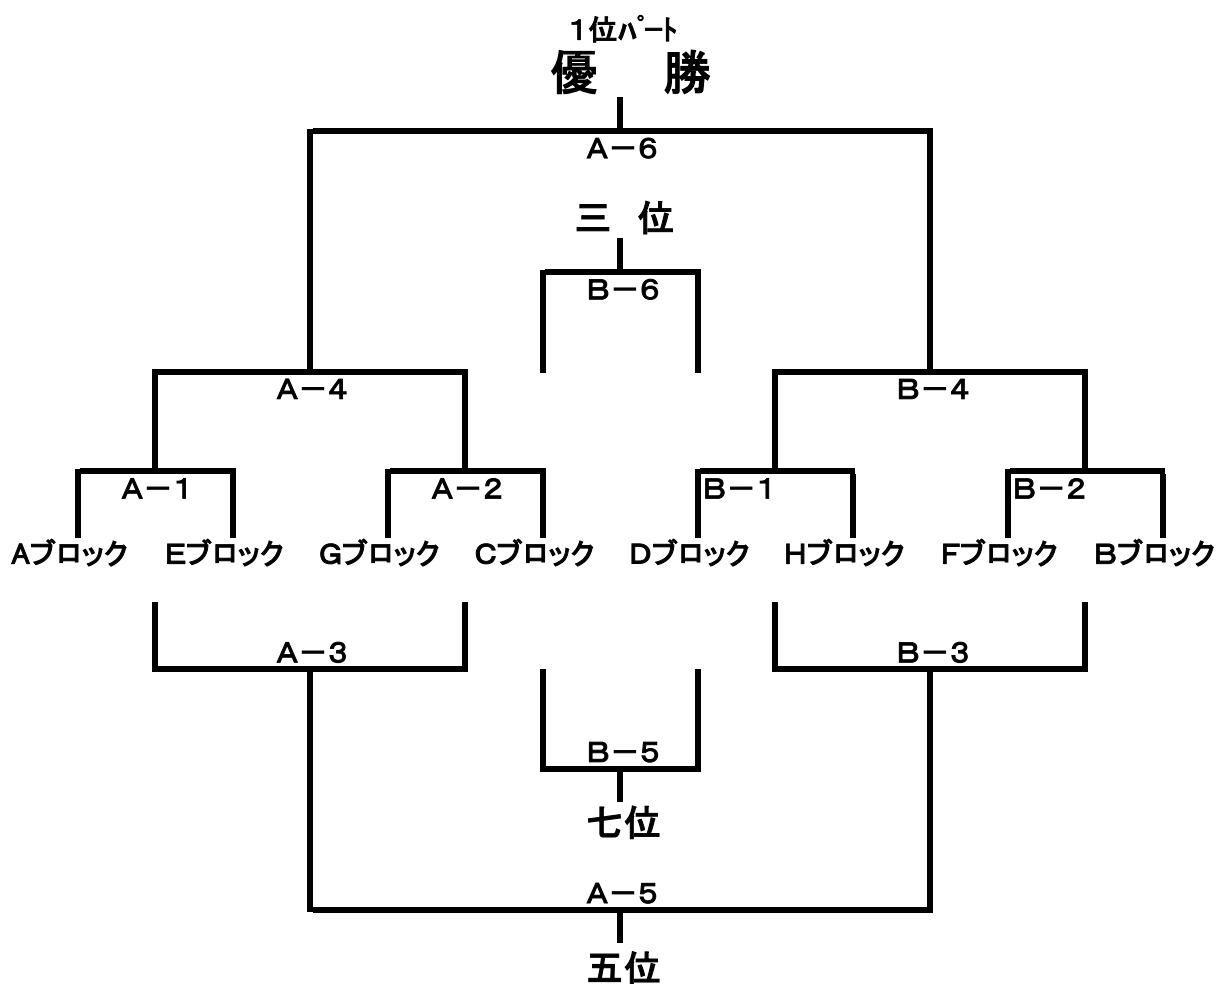 １位ﾊﾟｰﾄ
優　勝
Ａ－６
三　位
Ｂ－６
Ａ－４　Ｂ－４
Ａ－１　Ａ－２　Ｂ－１　Ｂ－２
Ａブロック　Ｅブロック　Ｇブロック　Ｃブロック　Ｄブロック　Ｈブロック　Ｆブロック　Ｂブロック
Ａ－３　Ｂ－３
Ｂ－５
七位
Ａ－５
五位